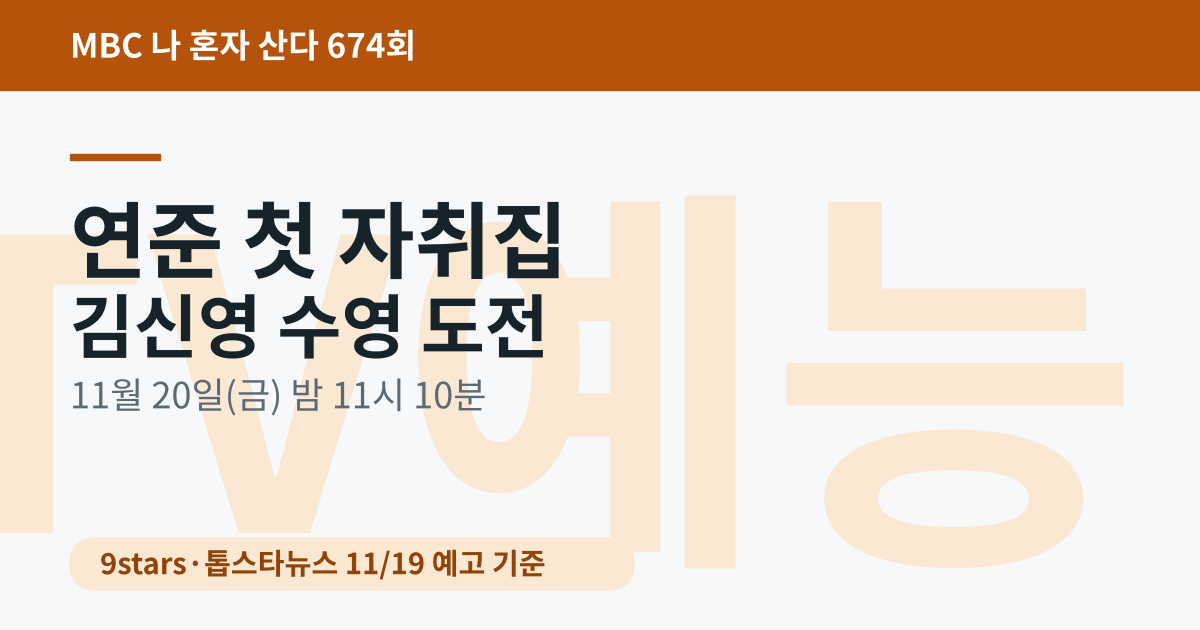 MBC 나 혼자 산다 674회
TV예능
연준 첫 자취집
김신영 수영 도전
11월 20일(금) 밤 11시 10분
9stars·톱스타뉴스 11/19 예고 기준